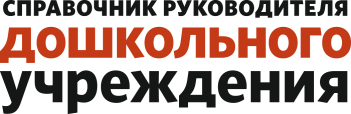 СПРАВОЧНИК РУКОВОДИТЕЛЯ
ДОШКОЛЬНОГО
учреждения